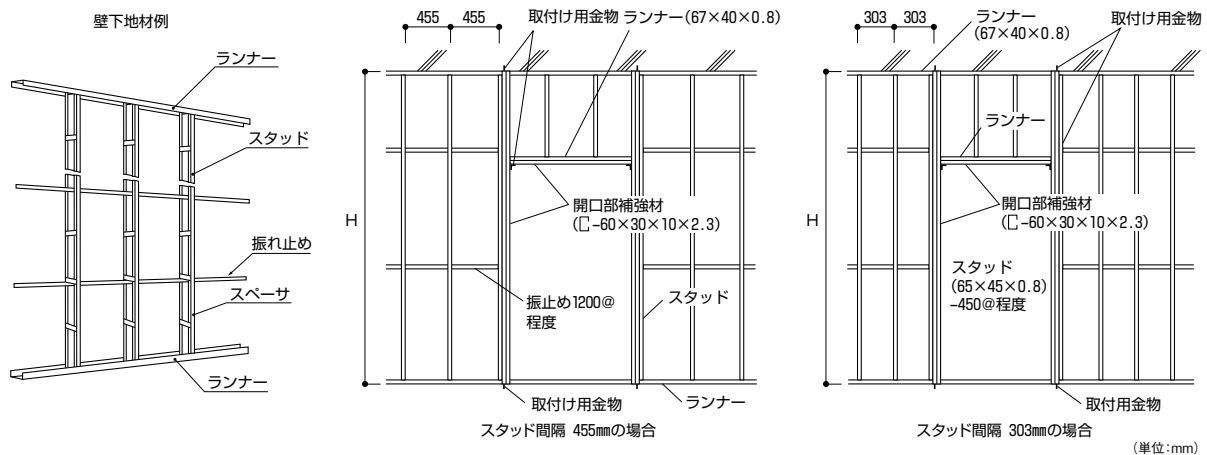 壁下地材例
ランナー
スタッド
振れ止め
スペーサ
ランナー
455 455
取付け用金物 ランナー(67×40×0.8)
H
開口部補強材
(⼕-60×30×10×2.3)
振止め1200@
程度
スタッド
取付け用金物
ランナー
スタッド間隔 455mmの場合
303 303
ランナー
(67×40×0.8)
取付け用金物
H
ランナー
開口部補強材
(⼕-60×30×10×2.3)
スタッド
(65×45×0.8)
-450@程度
取付用金物
スタッド間隔 303mmの場合
(単位:mm)